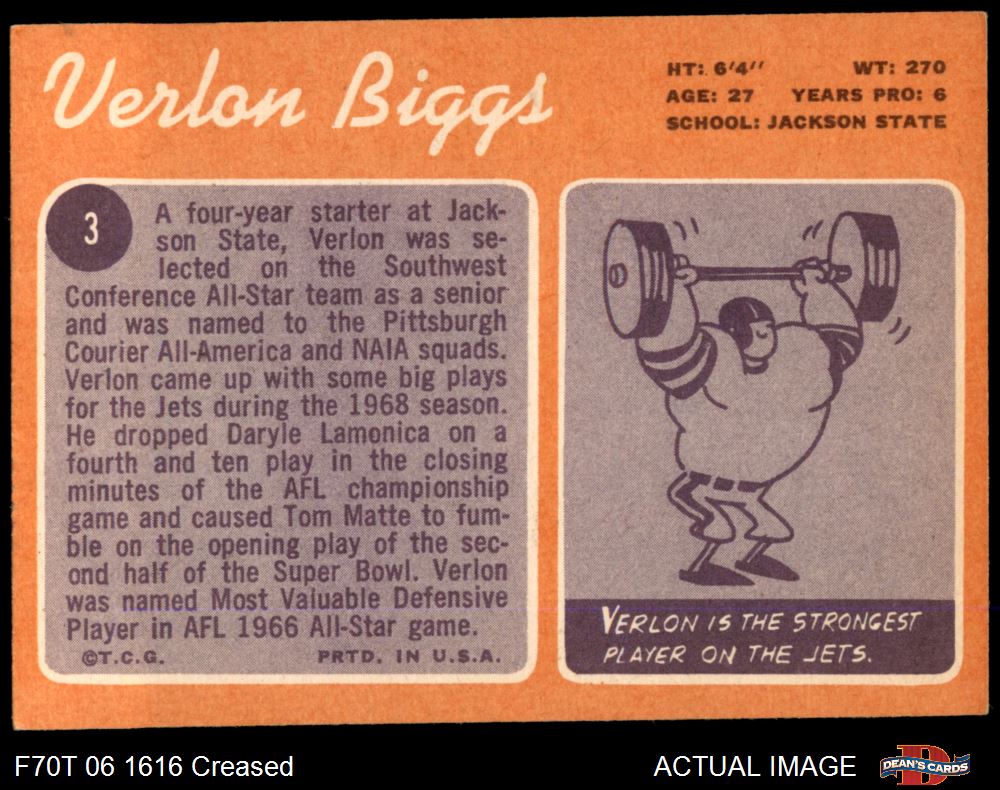 Verlon Biggs
HT: 6'4'' WT: 270
AGE: 27 YEARS PRO: 6
SCHOOL: JACKSON STATE
3
A four-year starter at Jack-
son State, Verlon was se-
lected on the Southwest
Conference All-Star team as a senior
and was named to the Pittsburgh
Courier All-America and NAIA squads.
Verlon came up with some big plays
for the Jets during the 1968 season.
He dropped Daryle Lamonica on a
fourth and ten play in the closing
minutes of the AFL championship
game and caused Tom Matte to fum-
ble on the opening play of the sec-
ond half of the Super Bowl. Verlon
was named Most Valuable Defensive
Player in AFL 1966 All-Star game.
©T.C.G. PRTD. IN U.S.A.
VERLON IS THE STRONGEST
PLAYER ON THE JETS.
F70T 06 1616 Creased
ACTUAL IMAGE
D
DEAN'S CARDS